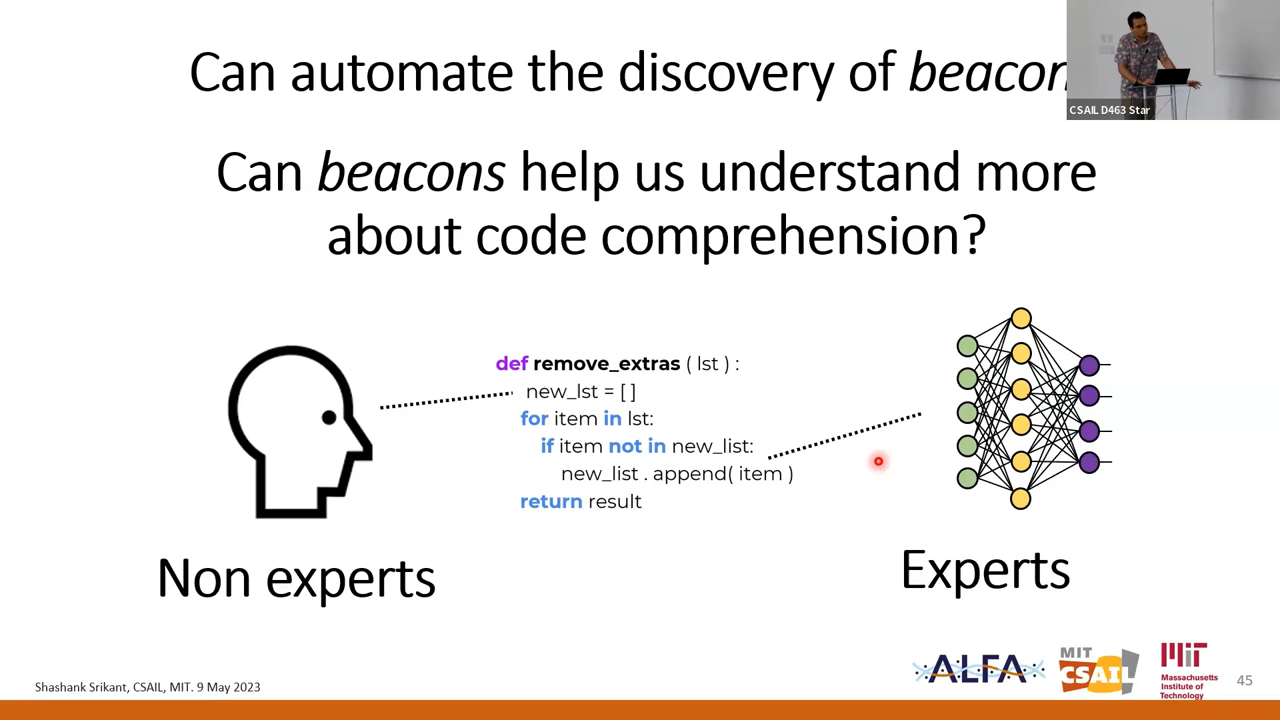 Can automate the discovery of beacon
Can beacons help us understand more
about code comprehension?
CSAIL D463 Star
def remove_extras ( lst ) :
new_lst = [ ]
for item in lst:
if item not in new_list:
new_list . append( item )
return result
Non experts
Experts
Shashank Srikant, CSAIL, MIT. 9 May 2023
ALFA
MIT
CSAIL
MIT
Massachusetts
Institute of
Technology
45